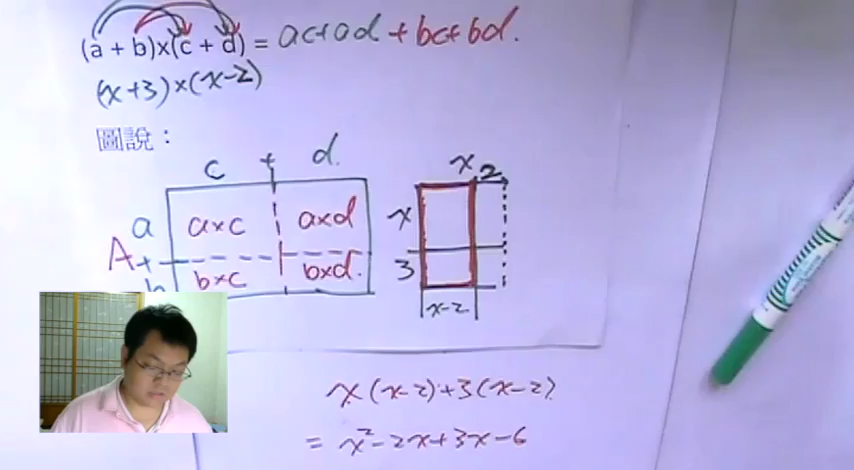 (a + b)×(c + d) = ac+ad + bc+bd.
(x+3)×(x-2)
圖說：
c + d.
a
a×c
a×d
A
+
b×c
b×d.
x 2
x
3
x-2
x(x-2)+3(x-2)
= x²-2x+3x-6